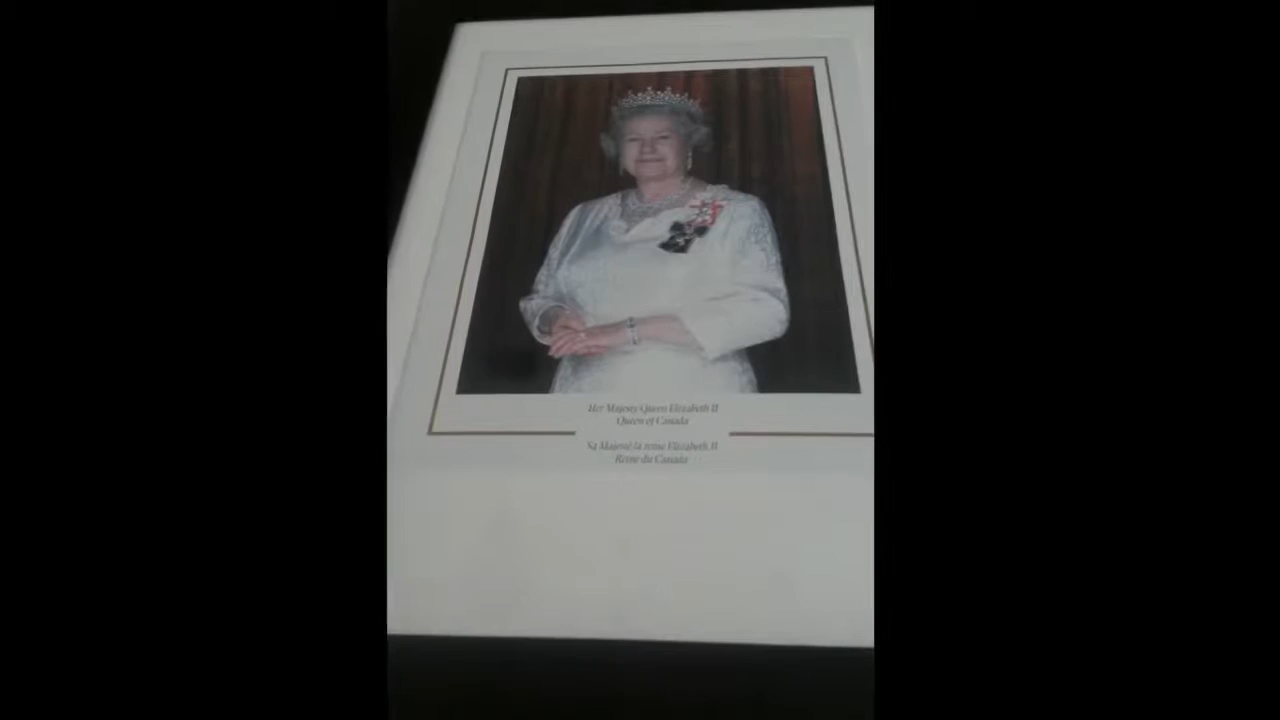 Her Majesty Queen Elizabeth II
Queen of Canada
Sa Majesté la reine Elizabeth II
Reine du Canada